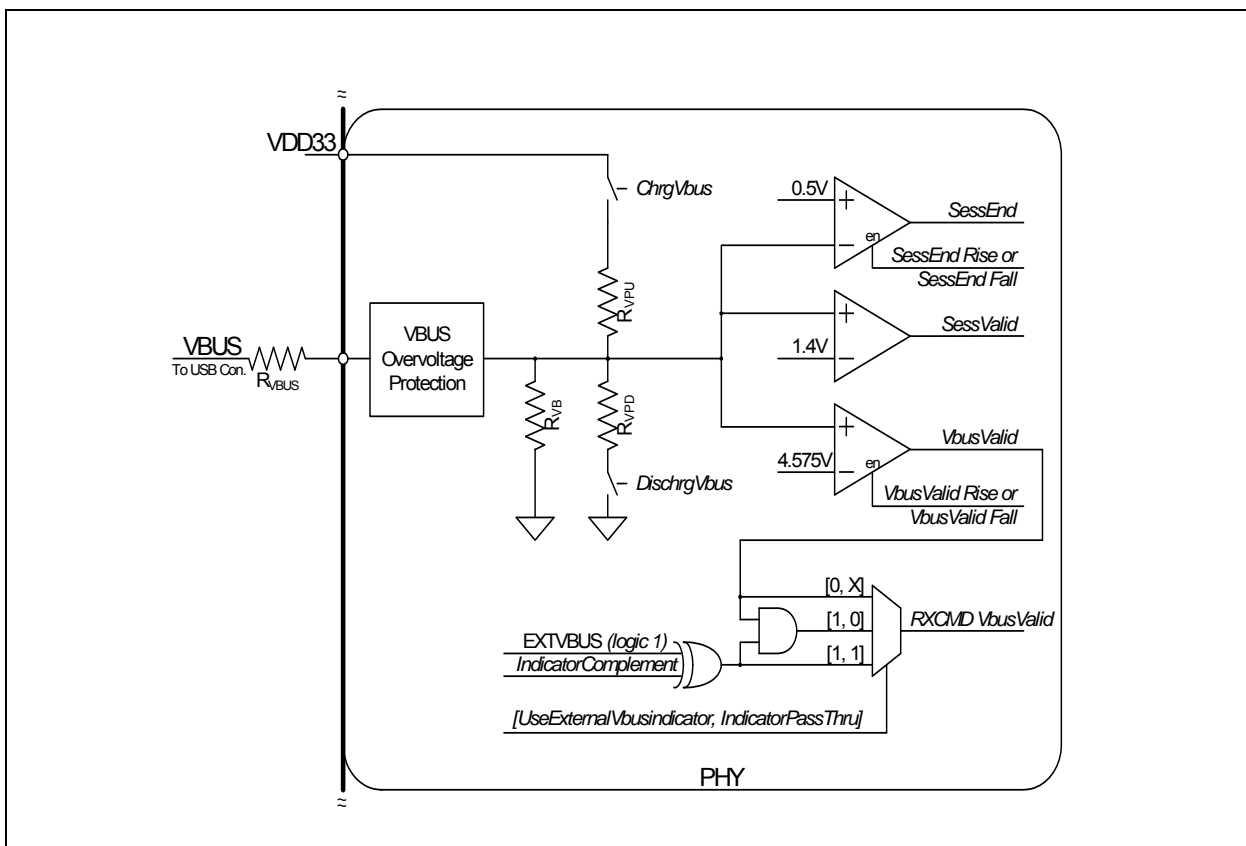 ≈
VDD33
ChrgVbus
0.5V
+
SessEnd
−
en
SessEnd Rise or
SessEnd Fall
RVPU
VBUS
To USB Con.
RVBUS
VBUS
Overvoltage
Protection
+
SessValid
1.4V
−
RVB
RVPD
+
VbusValid
4.575V
−
en
DischrgVbus
VbusValid Rise or
VbusValid Fall
[0, X]
[1, 0]
RXCMD VbusValid
EXTVBUS (logic 1)
[1, 1]
IndicatorComplement
[UseExternalVbusindicator, IndicatorPassThru]
PHY
≈